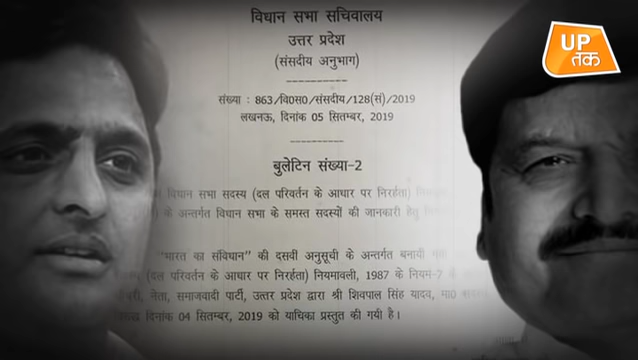 विधान सभा सचिवालय
उत्तर प्रदेश
(संसदीय अनुभाग)
संख्या : 863/वि0स0/संसदीय/128(सं)/2019
लखनऊ, दिनांक 05 सितम्बर, 2019
बुलेटिन संख्या-2
विधान सभा सदस्य (दल परिवर्तन के आधार पर निरर्हता)
के अन्तर्गत विधान सभा के समस्त सदस्यों की जानकारी हेतु
"भारत का संविधान" की दसवीं अनुसूची के अन्तर्गत बनायी
सदस्य (दल परिवर्तन के आधार पर निरर्हता) नियमावली, 1987 के नियम-7
नेता, समाजवादी पार्टी, उत्तर प्रदेश द्वारा श्री शिवपाल सिंह यादव, मा0
दिनांक 04 सितम्बर, 2019 को याचिका प्रस्तुत की गयी है।
UP
तक